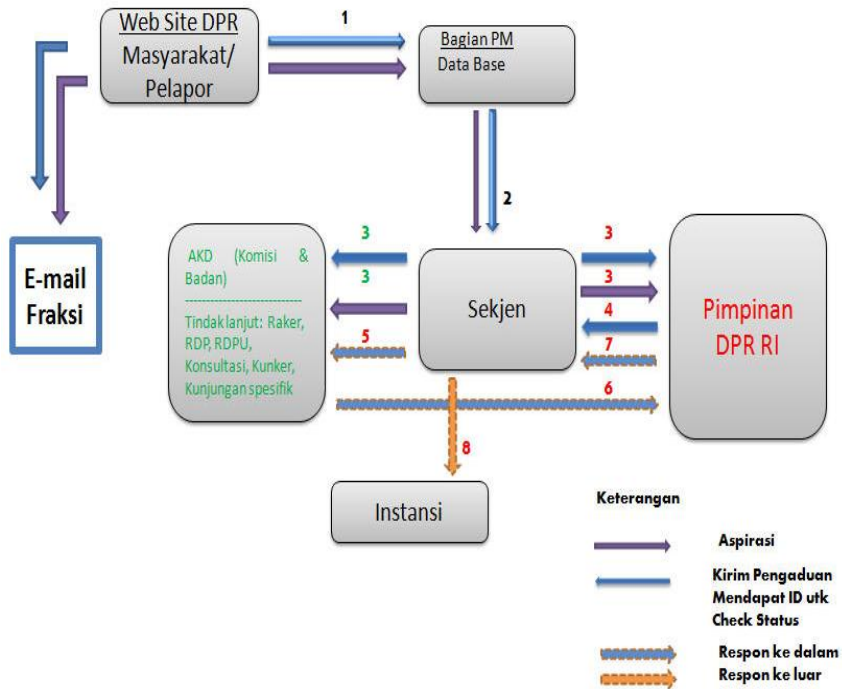 Web Site DPR
Masyarakat/
Pelapor
1
Bagian PM
Data Base
2
E-mail
Fraksi
3
AKD (Komisi &
Badan)
3
----------------------------
Tindak lanjut: Raker,
RDP, RDPU,
Konsultasi, Kunker,
Kunjungan spesifik
5
Sekjen
3
3
4
7
6
Pimpinan
DPR RI
8
Instansi
Keterangan
Aspirasi
Kirim Pengaduan
Mendapat ID utk
Check Status
Respon ke dalam
Respon ke luar